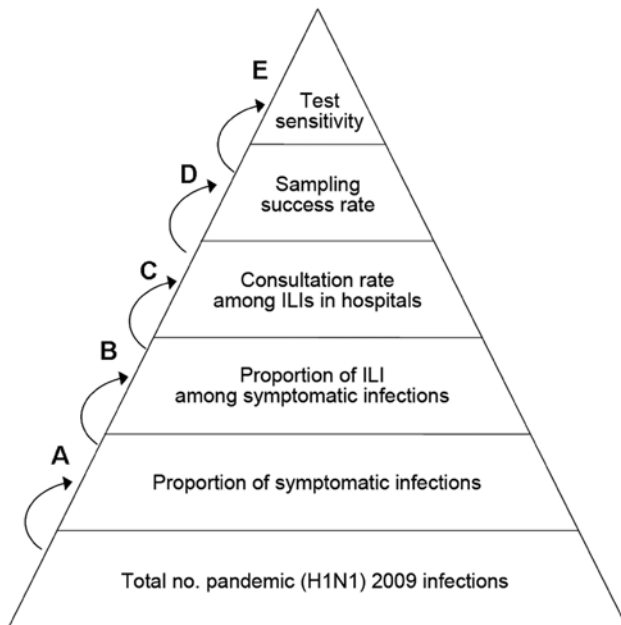 E
Test
sensitivity
D
Sampling
success rate
C
Consultation rate
among ILIs in hospitals
B
Proportion of ILI
among symptomatic infections
A
Proportion of symptomatic infections
Total no. pandemic (H1N1) 2009 infections